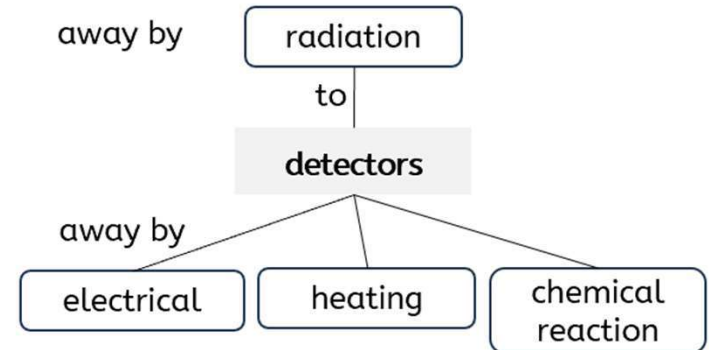 away by
radiation
to
detectors
away by
electrical
heating
chemical
reaction